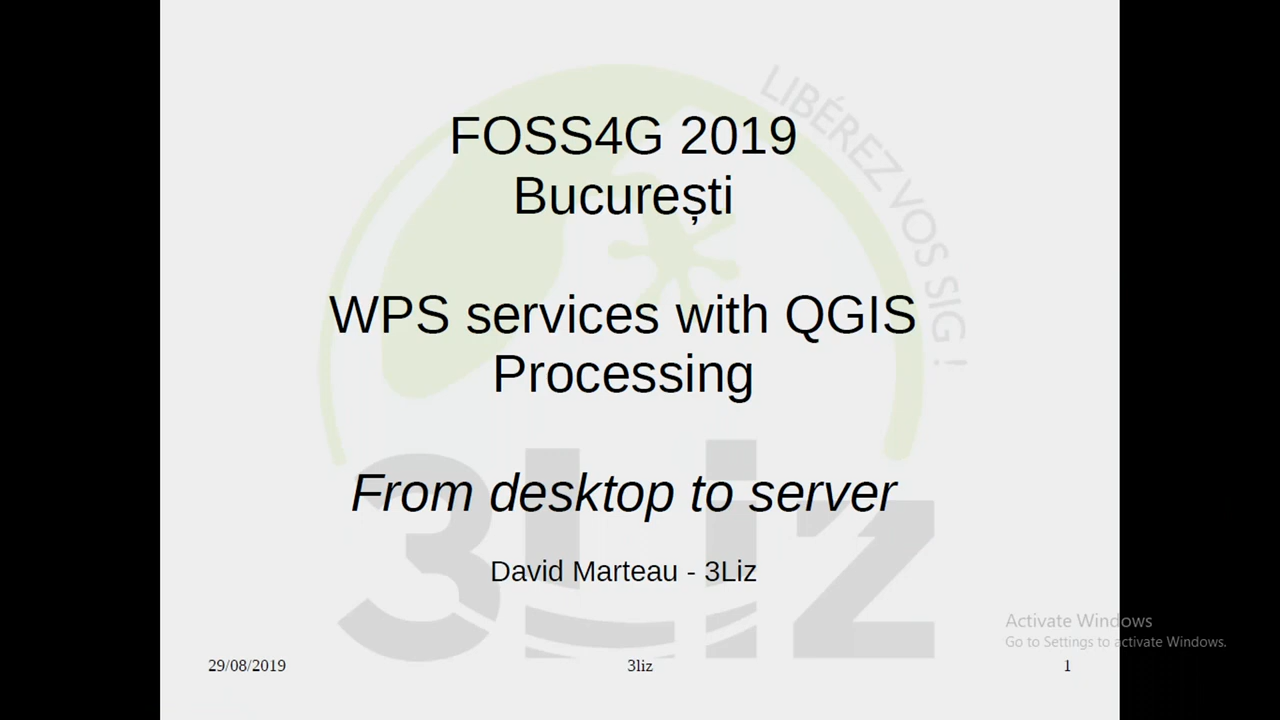 FOSS4G 2019
București
WPS services with QGIS
Processing
From desktop to server
David Marteau - 3Liz
LIBÉREZ VOS SIG !
3Liz
Activate Windows
Go to Settings to activate Windows.
29/08/2019
3liz
1